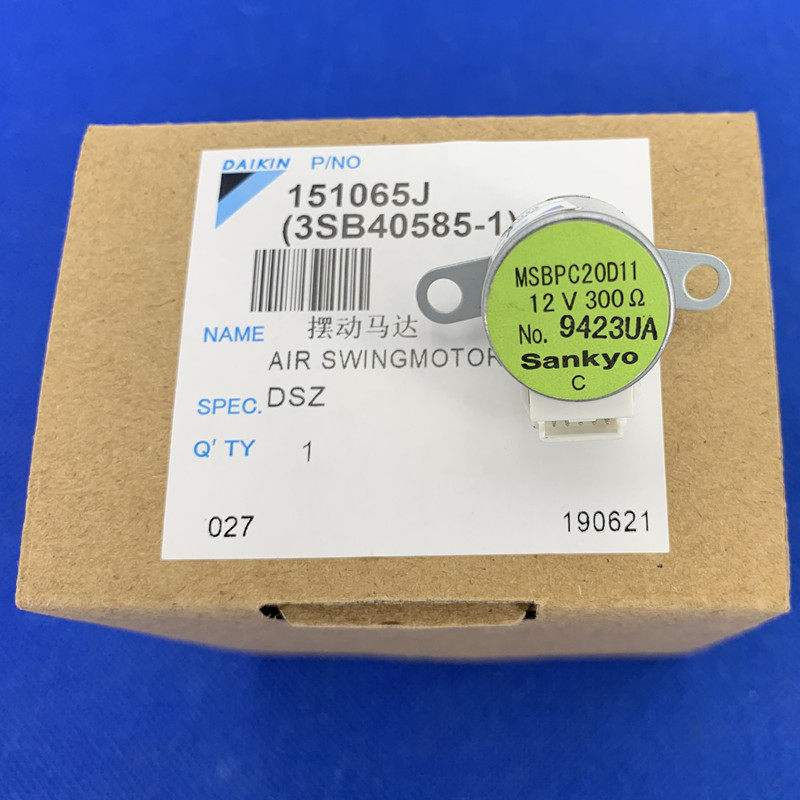 DAIKIN P/NO
151065J
(3SB40585-1)
NAME 摆动马达
AIR SWINGMOTOR
SPEC. DSZ
Q'TY 1
027 190621
MSBPC20D11
12 V 300 Ω
No. 9423UA
Sankyo
C